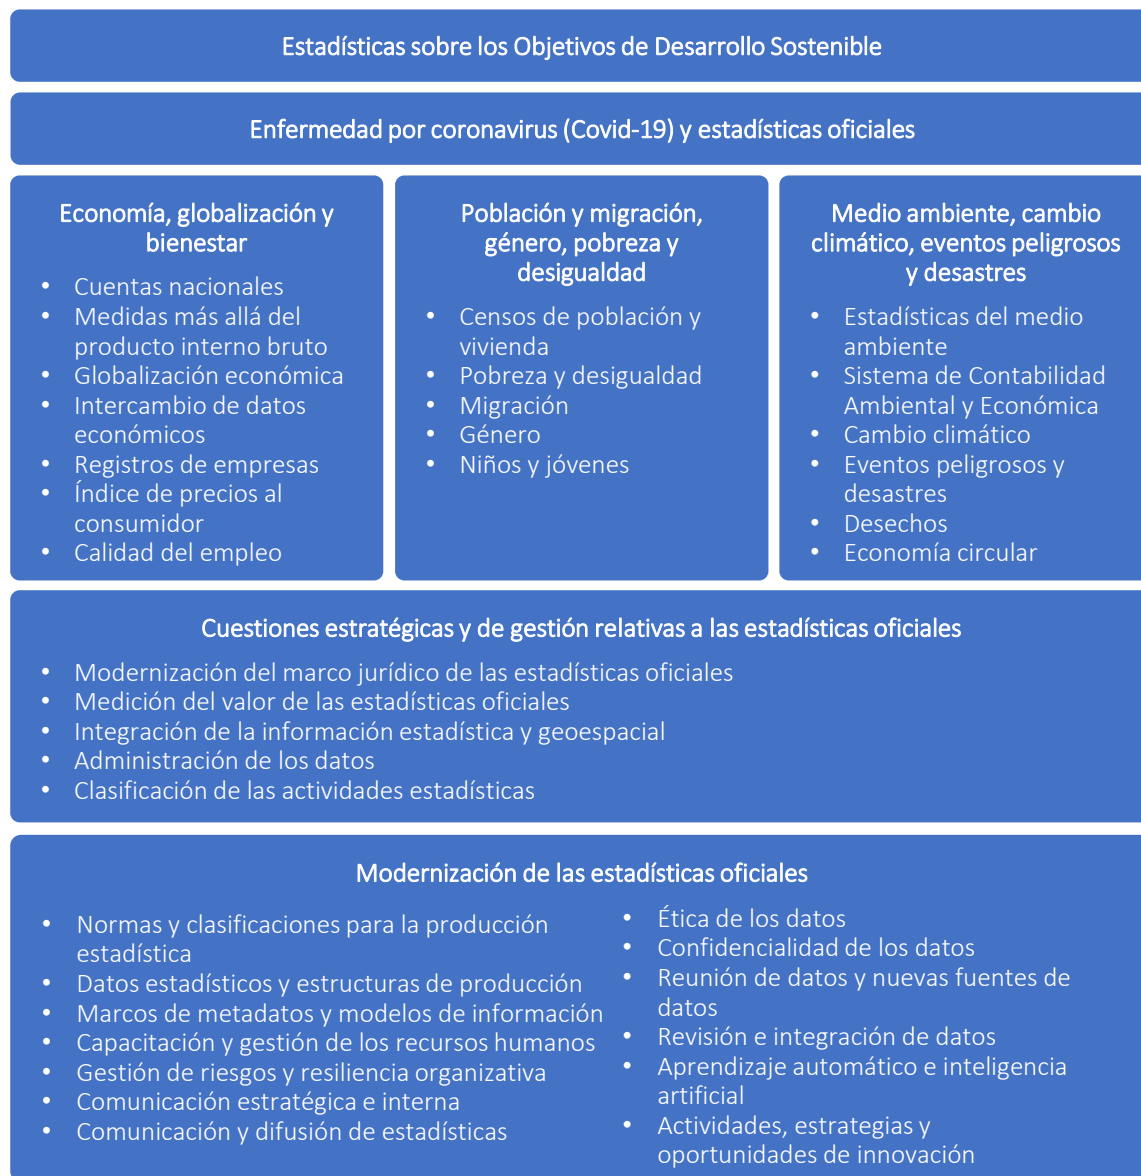 Estadísticas sobre los Objetivos de Desarrollo Sostenible
Enfermedad por coronavirus (Covid-19) y estadísticas oficiales
Economía, globalización y
bienestar
• Cuentas nacionales
• Medidas más allá del
producto interno bruto
• Globalización económica
• Intercambio de datos
económicos
• Registros de empresas
• Índice de precios al
consumidor
• Calidad del empleo
Población y migración,
género, pobreza y
desigualdad
• Censos de población y
vivienda
• Pobreza y desigualdad
• Migración
• Género
• Niños y jóvenes
Medio ambiente, cambio
climático, eventos peligrosos
y desastres
• Estadísticas del medio
ambiente
• Sistema de Contabilidad
Ambiental y Económica
• Cambio climático
• Eventos peligrosos y
desastres
• Desechos
• Economía circular
Cuestiones estratégicas y de gestión relativas a las estadísticas oficiales
• Modernización del marco jurídico de las estadísticas oficiales
• Medición del valor de las estadísticas oficiales
• Integración de la información estadística y geoespacial
• Administración de los datos
• Clasificación de las actividades estadísticas
Modernización de las estadísticas oficiales
• Normas y clasificaciones para la producción
estadística
• Datos estadísticos y estructuras de producción
• Marcos de metadatos y modelos de información
• Capacitación y gestión de los recursos humanos
• Gestión de riesgos y resiliencia organizativa
• Comunicación estratégica e interna
• Comunicación y difusión de estadísticas
• Ética de los datos
• Confidencialidad de los datos
• Reunión de datos y nuevas fuentes de
datos
• Revisión e integración de datos
• Aprendizaje automático e inteligencia
artificial
• Actividades, estrategias y
oportunidades de innovación